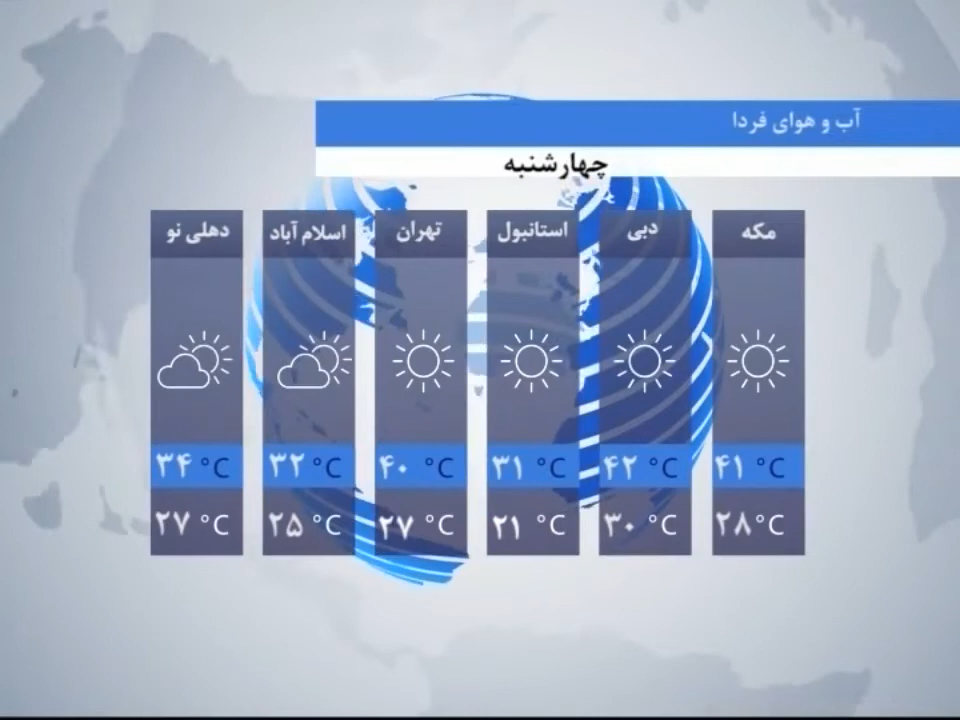 آب و هوای فردا
چهارشنبه
مکه دبی استانبول تهران اسلام آباد دهلی نو
۴۱ °C ۴۲ °C ۳۱ °C ۴۰ °C ۳۲ °C ۳۴ °C
۲۸ °C ۳۰ °C ۲۱ °C ۲۷ °C ۲۵ °C ۲۷ °C